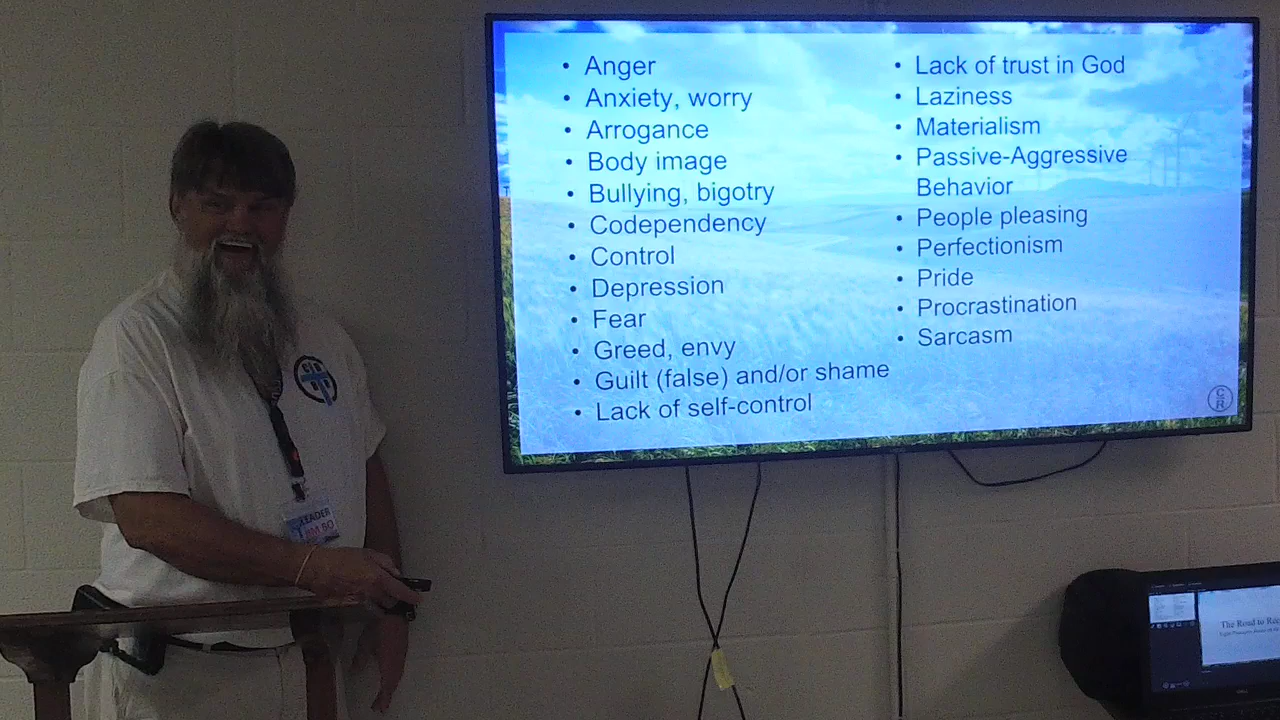 • Anger
• Anxiety, worry
• Arrogance
• Body image
• Bullying, bigotry
• Codependency
• Control
• Depression
• Fear
• Greed, envy
• Guilt (false) and/or shame
• Lack of self-control
• Lack of trust in God
• Laziness
• Materialism
• Passive-Aggressive
Behavior
• People pleasing
• Perfectionism
• Pride
• Procrastination
• Sarcasm
LEADER
The Road to